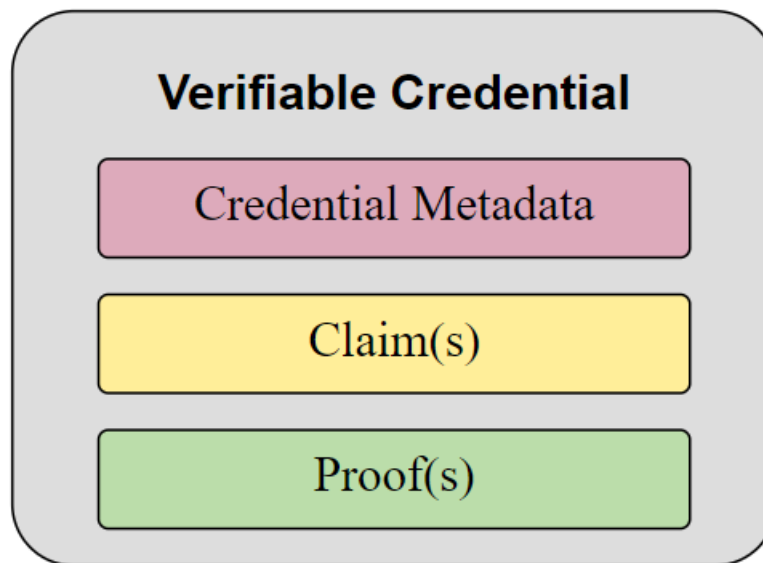 Verifiable Credential
Credential Metadata
Claim(s)
Proof(s)